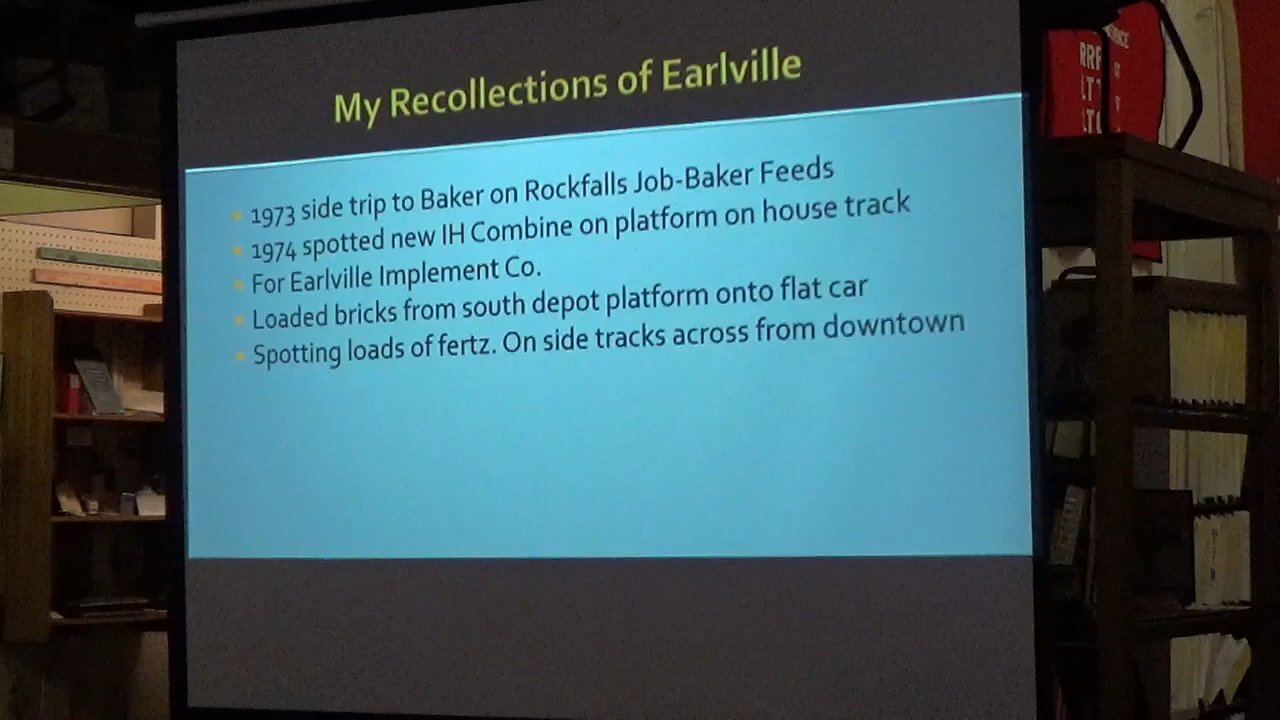 My Recollections of Earlville
1973 side trip to Baker on Rockfalls Job-Baker Feeds
1974 spotted new IH Combine on platform on house track
For Earlville Implement Co.
Loaded bricks from south depot platform onto flat car
Spotting loads of fertz. On side tracks across from downtown